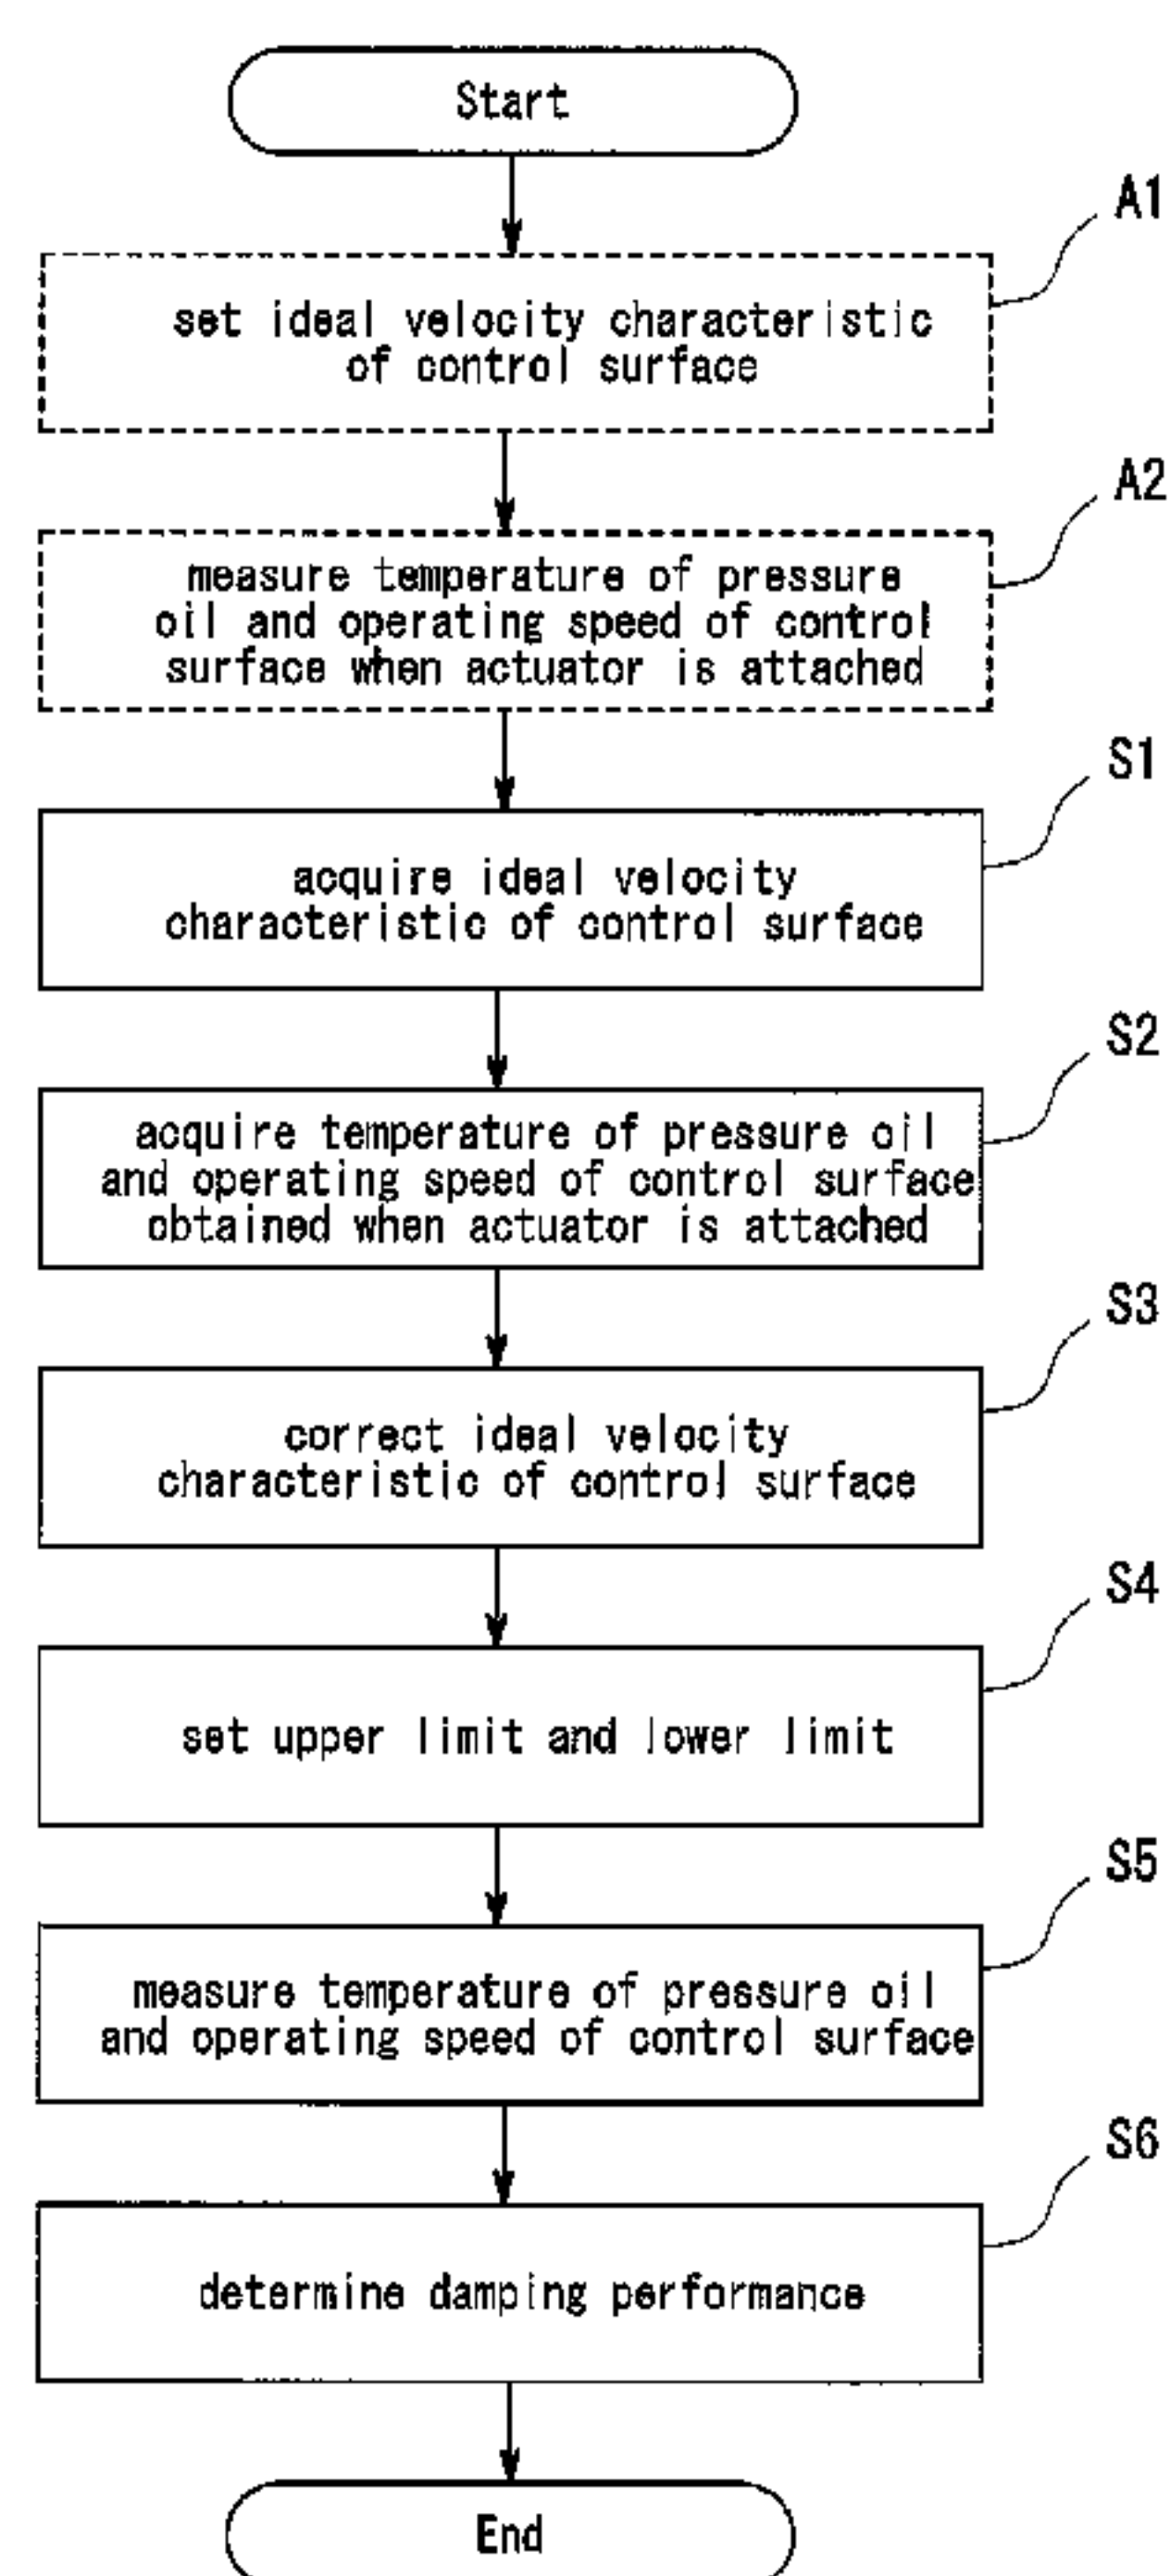 Start
A1
set ideal velocity characteristic
of control surface
A2
measure temperature of pressure
oil and operating speed of control
surface when actuator is attached
S1
acquire ideal velocity
characteristic of control surface
S2
acquire temperature of pressure oil
and operating speed of control surface
obtained when actuator is attached
S3
correct ideal velocity
characteristic of control surface
S4
set upper limit and lower limit
S5
measure temperature of pressure oil
and operating speed of control surface
S6
determine damping performance
End